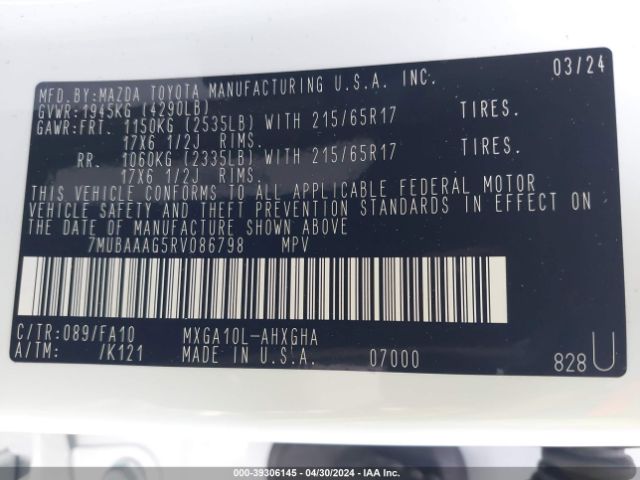 MFD.BY:MAZDA TOYOTA MANUFACTURING U.S.A. INC. 03/24
GVWR:1945KG (4290LB)
GAWR:FRT. 1150KG (2535LB) WITH 215/65R17 TIRES.
17X6 1/2J RIMS.
RR. 1060KG (2335LB) WITH 215/65R17 TIRES.
17X6 1/2J RIMS.
THIS VEHICLE CONFORMS TO ALL APPLICABLE FEDERAL MOTOR
VEHICLE SAFETY AND THEFT PREVENTION STANDARDS IN EFFECT ON
THE DATE OF MANUFACTURE SHOWN ABOVE
7MUBAAAG5RV086798 MPV
C/TR:089/FA10 MXGA10L-AHXGHA
A/TM: /K121 MADE IN U.S.A. 07000 828 U
000-39306145 - 04/30/2024 - IAA Inc.